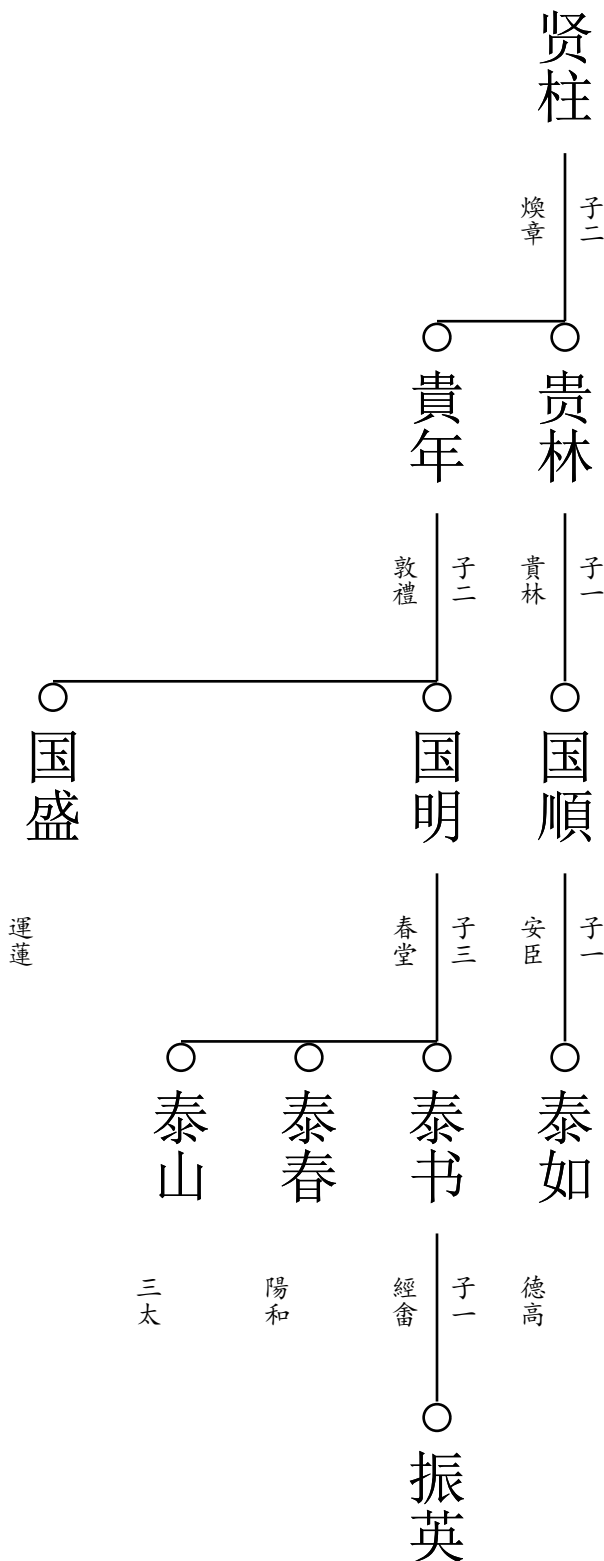 贤柱
子二
煥章
贵林
貴年
子一
貴林
子二
敦禮
国順
国明
国盛
子一
安臣
子三
春堂
運蓮
泰如
泰书
泰春
泰山
德高
子一
經畬
陽和
三太
振英